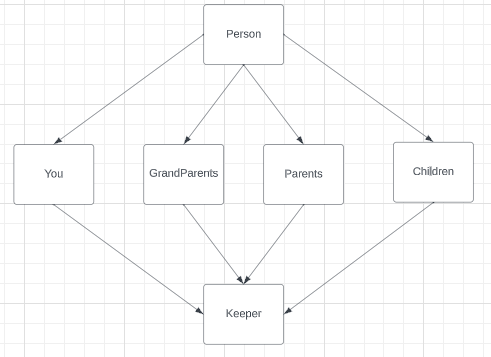 Person
You
GrandParents
Parents
Children
Keeper